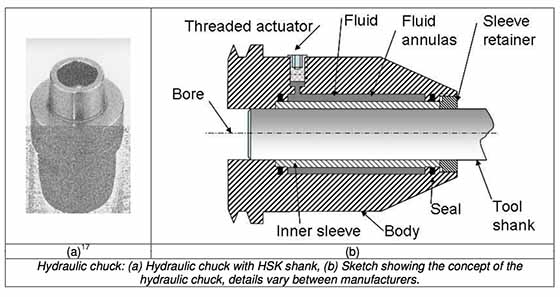 Threaded actuator
Fluid
Fluid
annulas
Sleeve
retainer
Bore
Inner sleeve
Body
Seal
Tool
shank
(a)17
(b)
Hydraulic chuck: (a) Hydraulic chuck with HSK shank, (b) Sketch showing the concept of the
hydraulic chuck, details vary between manufacturers.